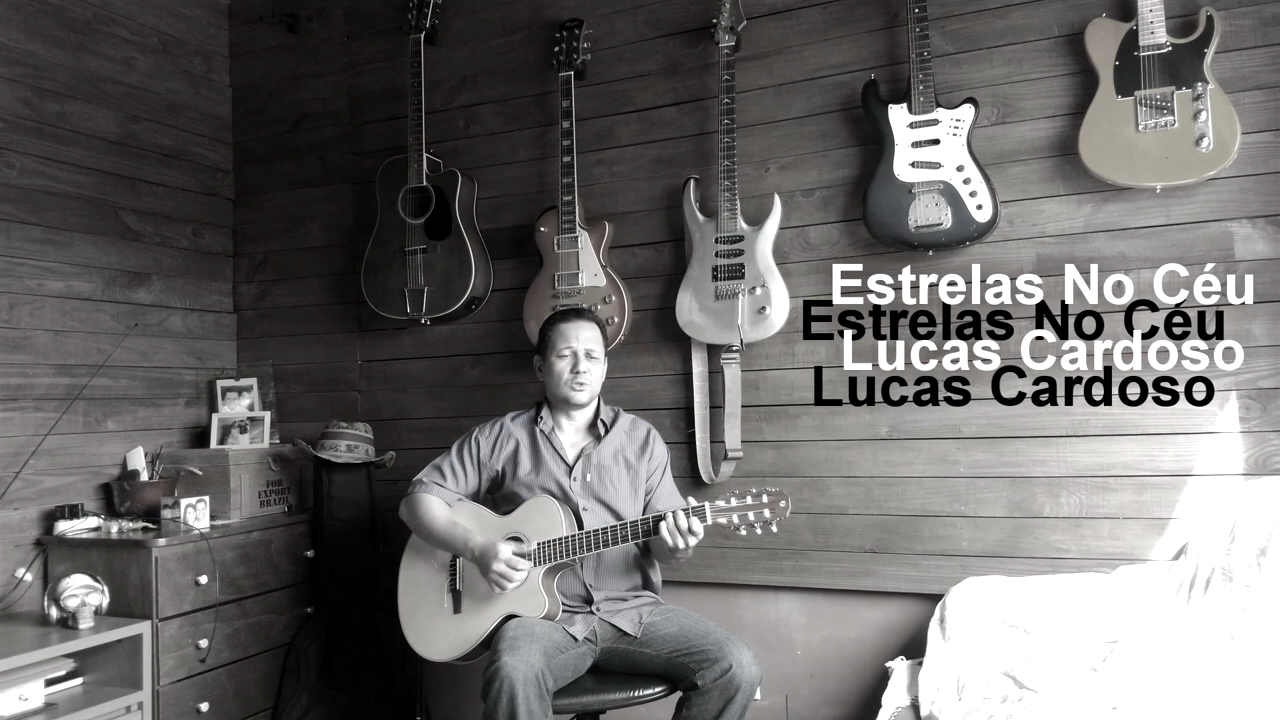 Estrelas No Céu
Estrelas No Céu
Lucas Cardoso
Lucas Cardoso
FOR
EXPORT
BRAZIL